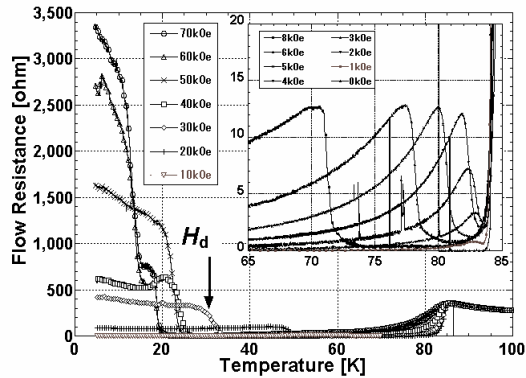 Flow Resistance [ohm]
3,500
3,000
2,500
2,000
1,500
1,000
500
0
0
20
40
60
80
100
Temperature [K]
70kOe
60kOe
50kOe
40kOe
30kOe
20kOe
10kOe
Hd
8kOe
6kOe
5kOe
4kOe
3kOe
2kOe
1kOe
0kOe
20
15
10
5
0
65
70
75
80
85